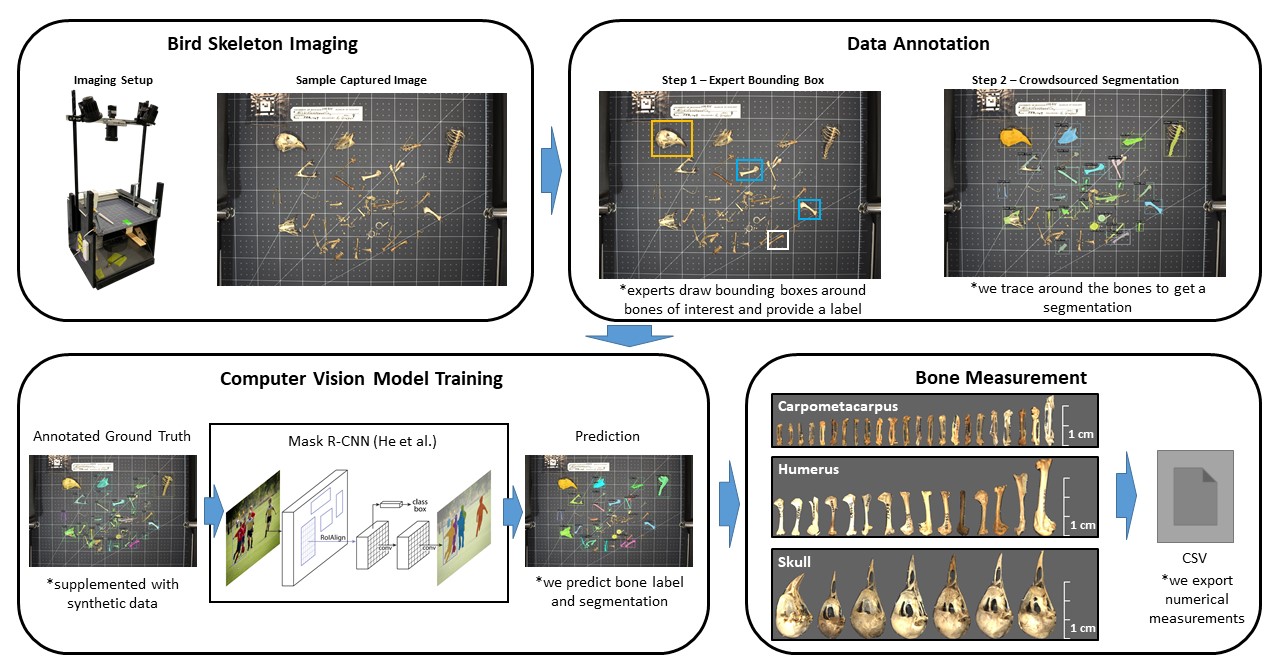 Bird Skeleton Imaging
Imaging Setup
Sample Captured Image
Data Annotation
Step 1 – Expert Bounding Box
Step 2 – Crowdsourced Segmentation
*experts draw bounding boxes around
bones of interest and provide a label
*we trace around the bones to get a
segmentation
Computer Vision Model Training
Annotated Ground Truth
*supplemented with
synthetic data
Mask R-CNN (He et al.)
RoIAlign
class
box
conv
conv
Prediction
*we predict bone label
and segmentation
Bone Measurement
Carpometacarpus
1 cm
Humerus
1 cm
Skull
1 cm
CSV
*we export
numerical
measurements